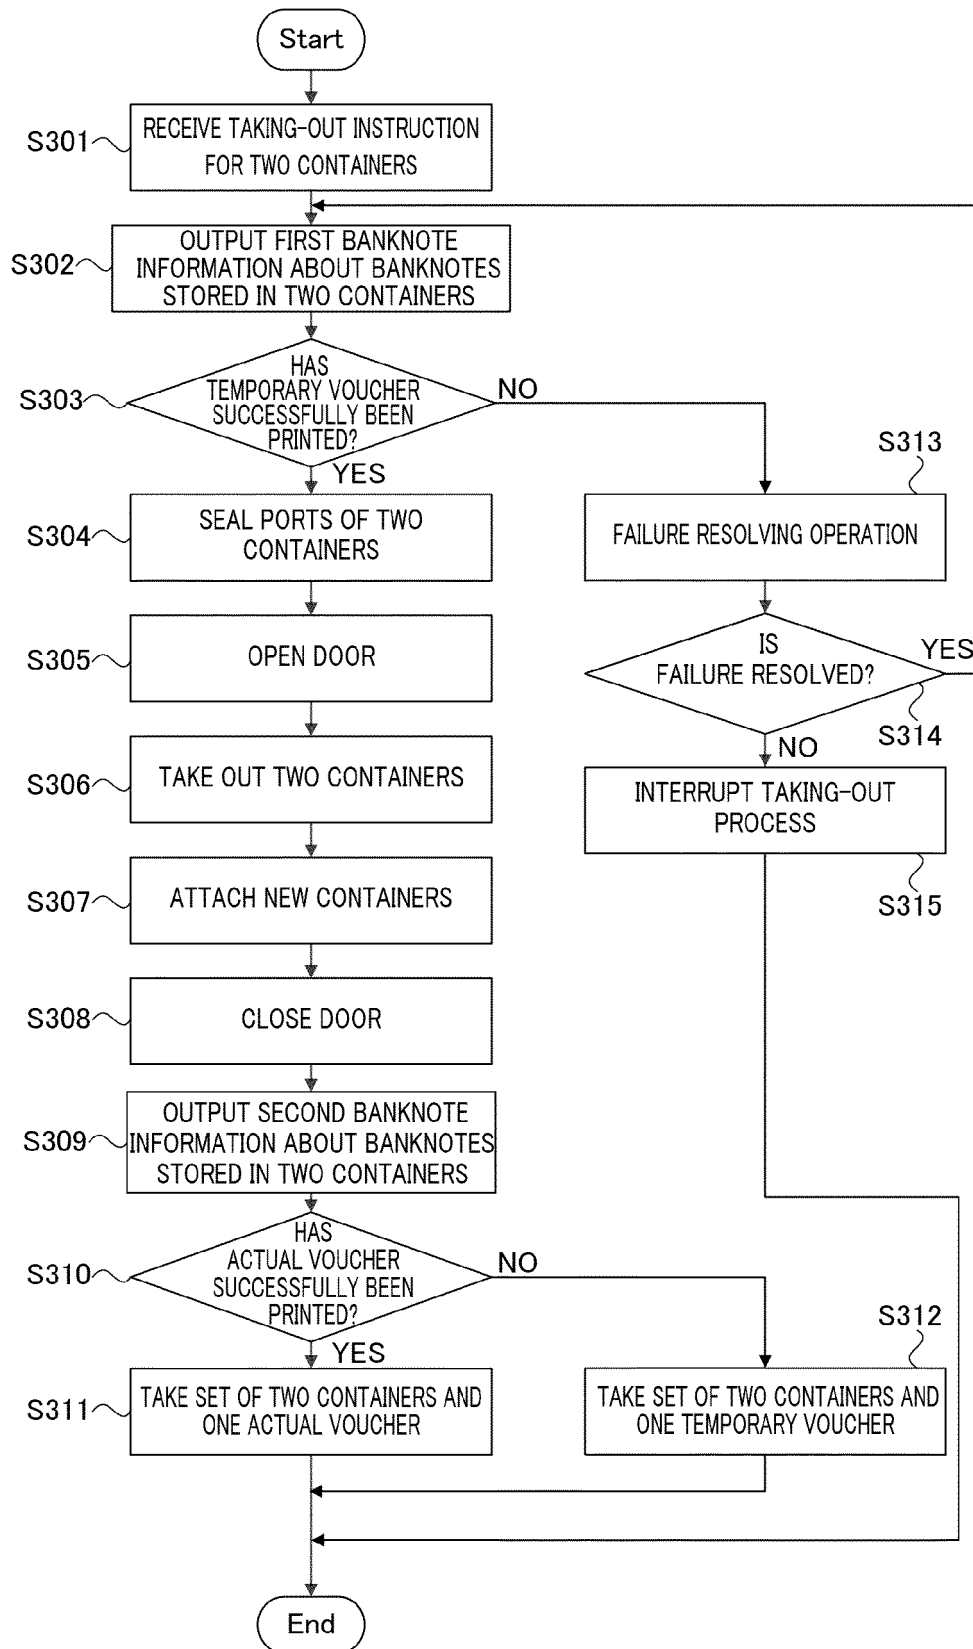 Start
S301
RECEIVE TAKING-OUT INSTRUCTION
FOR TWO CONTAINERS
S302
OUTPUT FIRST BANKNOTE
INFORMATION ABOUT BANKNOTES
STORED IN TWO CONTAINERS
S303
HAS
TEMPORARY VOUCHER
SUCCESSFULLY BEEN
PRINTED?
NO
YES
S313
FAILURE RESOLVING OPERATION
S304
SEAL PORTS OF TWO
CONTAINERS
S305
OPEN DOOR
IS
FAILURE RESOLVED?
YES
S314
NO
S306
TAKE OUT TWO CONTAINERS
INTERRUPT TAKING-OUT
PROCESS
S315
S307
ATTACH NEW CONTAINERS
S308
CLOSE DOOR
S309
OUTPUT SECOND BANKNOTE
INFORMATION ABOUT BANKNOTES
STORED IN TWO CONTAINERS
S310
HAS
ACTUAL VOUCHER
SUCCESSFULLY BEEN
PRINTED?
NO
YES
S312
S311
TAKE SET OF TWO CONTAINERS AND
ONE ACTUAL VOUCHER
TAKE SET OF TWO CONTAINERS AND
ONE TEMPORARY VOUCHER
End